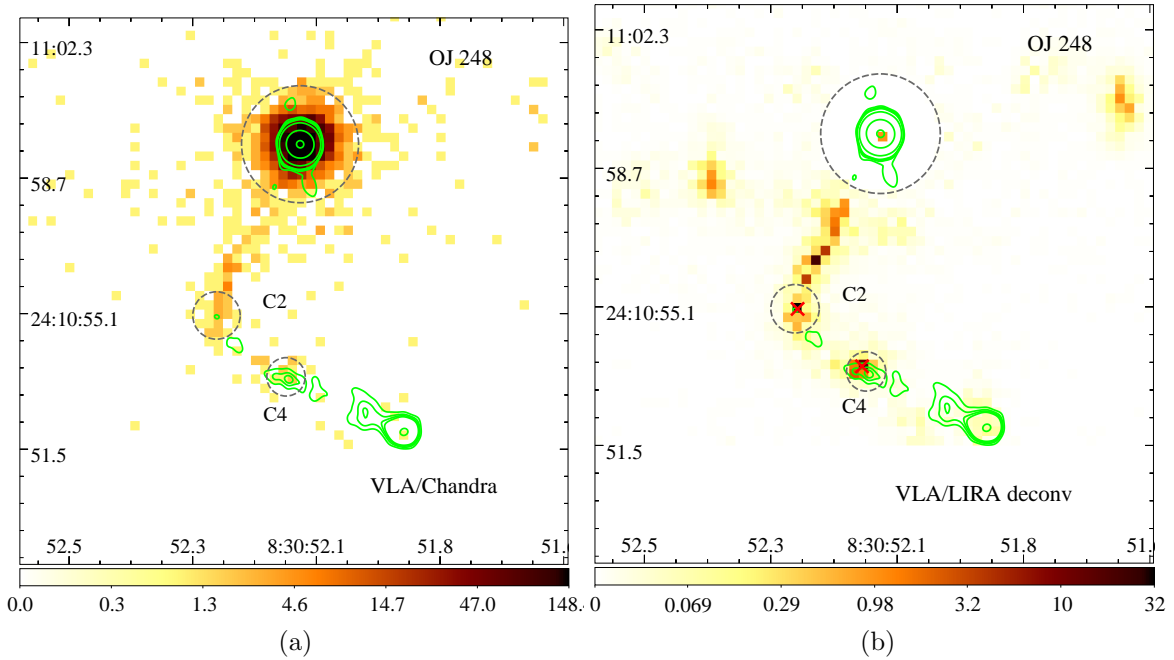 11:02.3
OJ 248
58.7
C2
24:10:55.1
C4
51.5
VLA/Chandra
52.5 52.3 8:30:52.1 51.8
0.0 0.3 1.3 4.6 14.7 47.0 148.
(a)
11:02.3
OJ 248
58.7
C2
24:10:55.1
C4
51.5
VLA/LIRA deconv
52.5 52.3 8:30:52.1 51.8
0 0.069 0.29 0.98 3.2 10 32
(b)